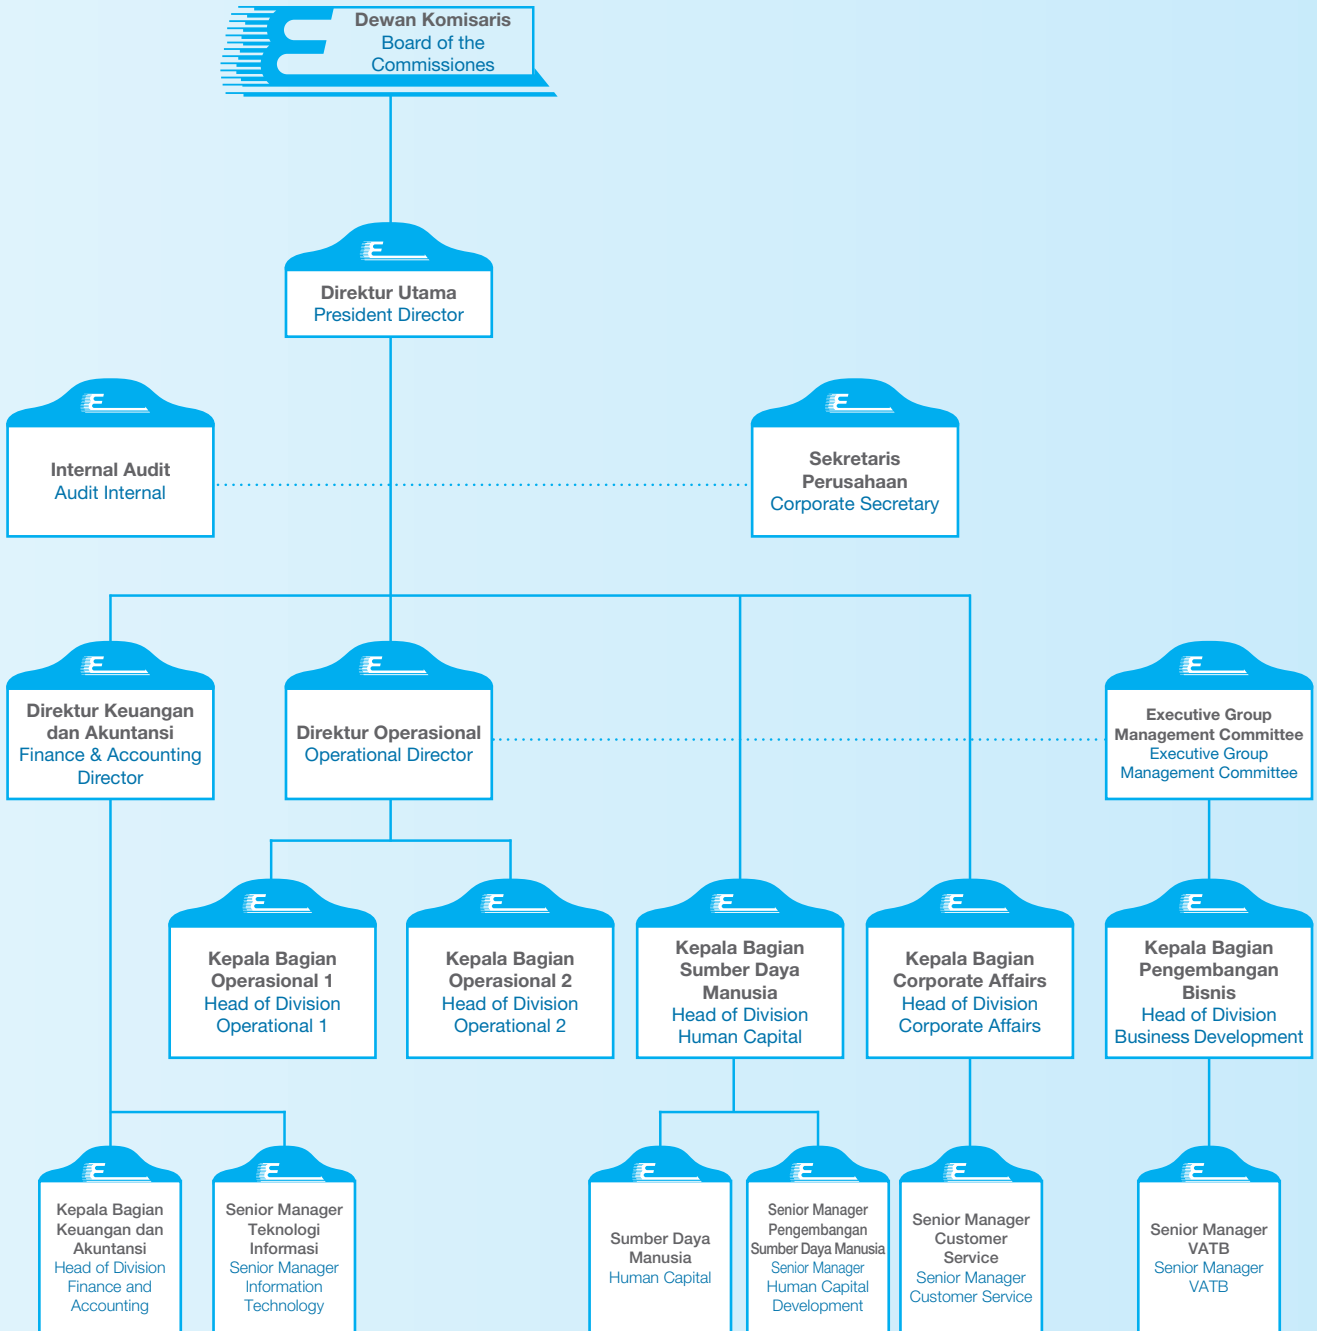 Dewan Komisaris
Board of the
Commissiones
Direktur Utama
President Director
Internal Audit
Audit Internal
Sekretaris
Perusahaan
Corporate Secretary
Direktur Keuangan
dan Akuntansi
Finance & Accounting
Director
Direktur Operasional
Operational Director
Executive Group
Management Committee
Executive Group
Management Committee
Kepala Bagian
Operasional 1
Head of Division
Operational 1
Kepala Bagian
Operasional 2
Head of Division
Operational 2
Kepala Bagian
Sumber Daya
Manusia
Head of Division
Human Capital
Kepala Bagian
Corporate Affairs
Head of Division
Corporate Affairs
Kepala Bagian
Pengembangan
Bisnis
Head of Division
Business Development
Kepala Bagian
Keuangan dan
Akuntansi
Head of Division
Finance and
Accounting
Senior Manager
Teknologi
Informasi
Senior Manager
Information
Technology
Sumber Daya
Manusia
Human Capital
Senior Manager
Pengembangan
Sumber Daya Manusia
Senior Manager
Human Capital
Development
Senior Manager
Customer
Service
Senior Manager
Customer Service
Senior Manager
VATB
Senior Manager
VATB